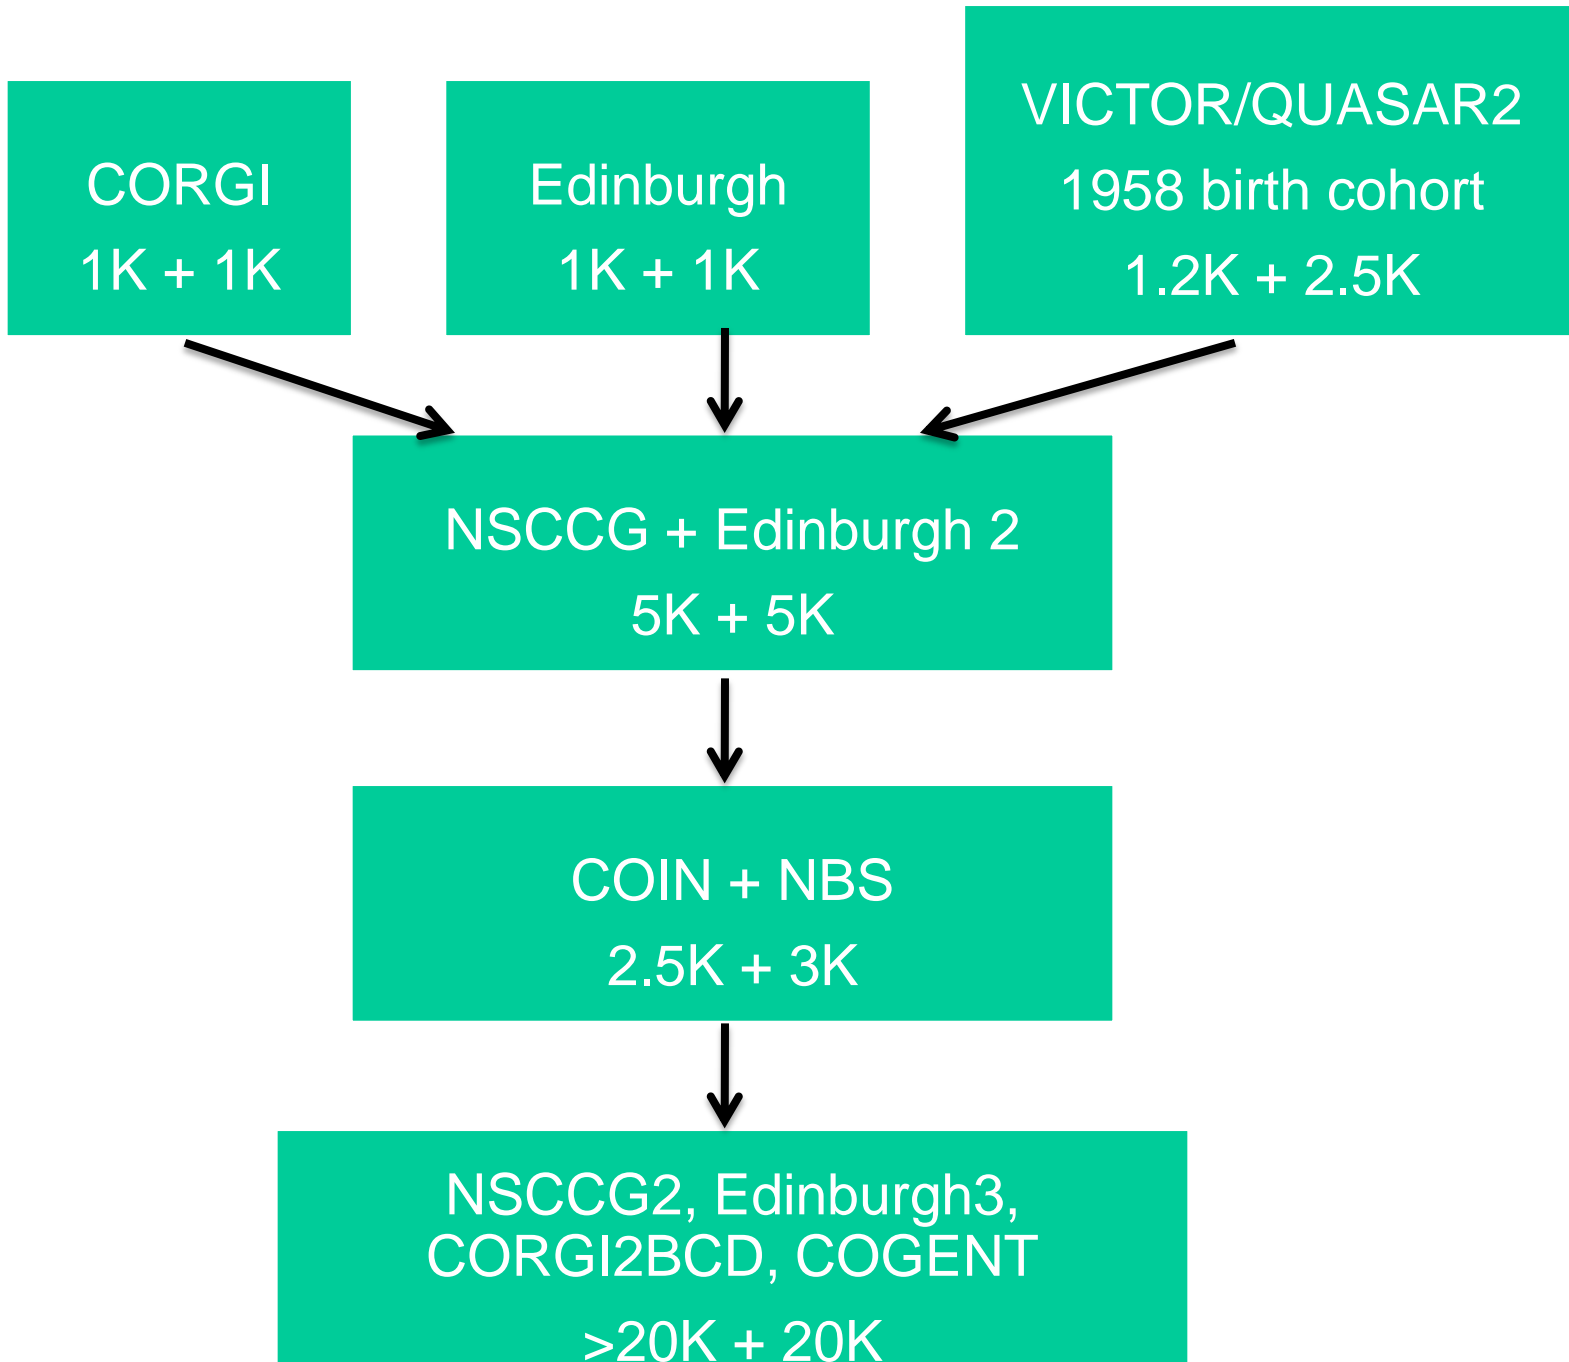 CORGI
1K + 1K
Edinburgh
1K + 1K
VICTOR/QUASAR2
1958 birth cohort
1.2K + 2.5K
NSCCG + Edinburgh 2
5K + 5K
COIN + NBS
2.5K + 3K
NSCCG2, Edinburgh3,
CORGI2BCD, COGENT
>20K + 20K